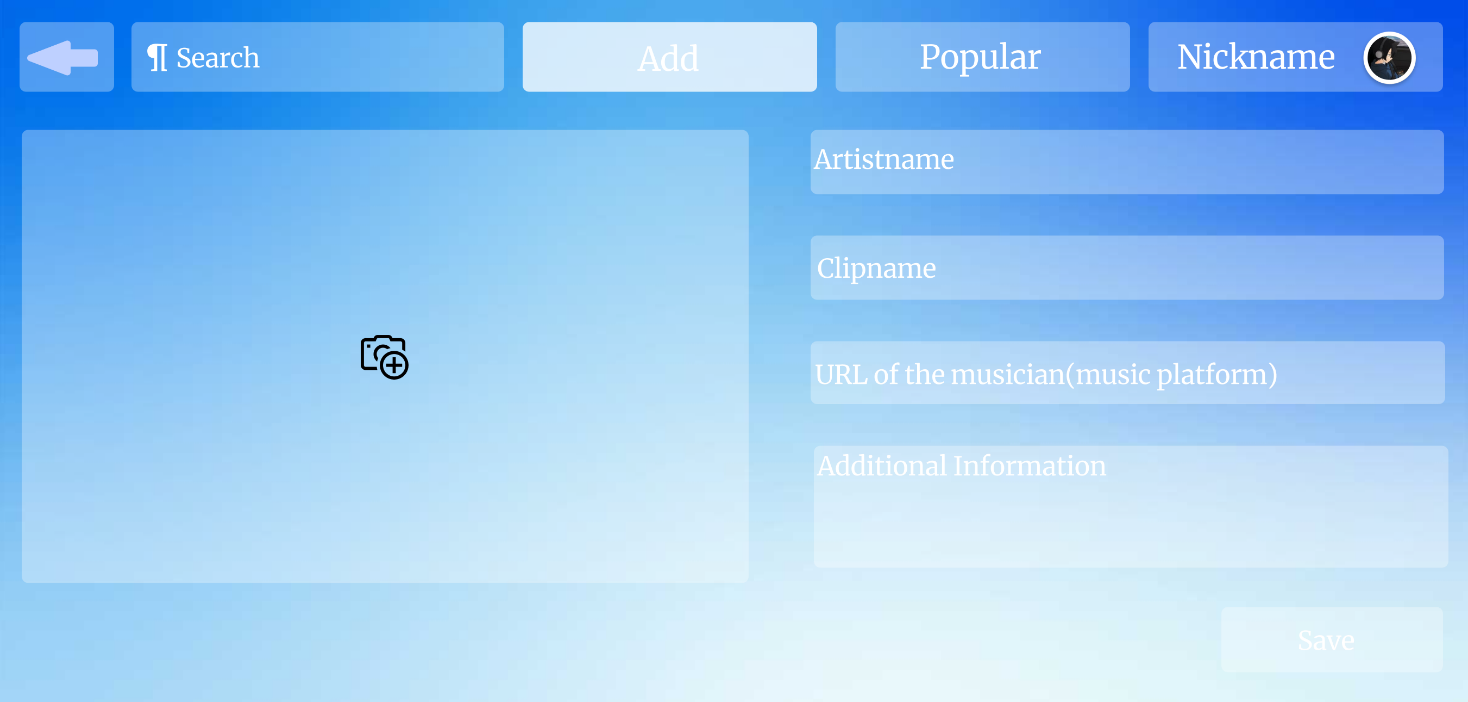 ¶ Search
Add
Popular
Nickname
Artistname
Clipname
URL of the musician(music platform)
Additional Information
Save